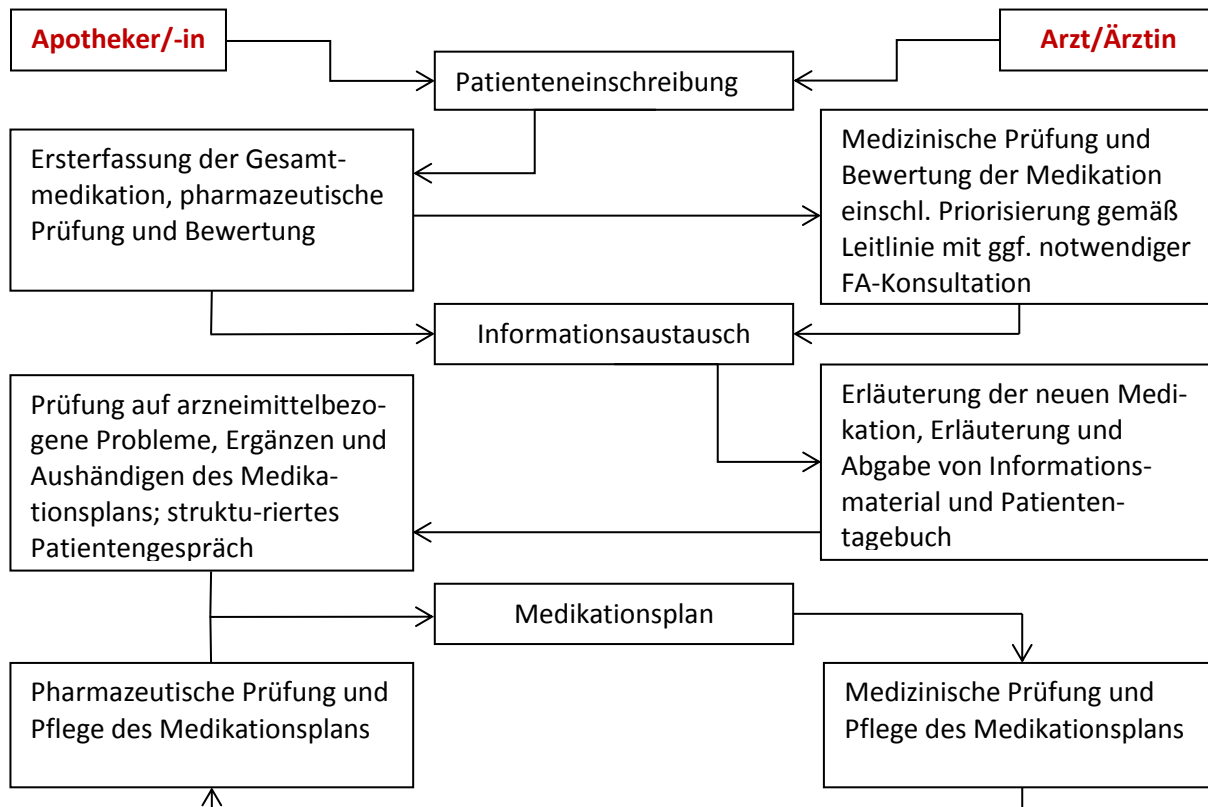 Apotheker/-in
Arzt/Ärztin
Patienteneinschreibung
Ersterfassung der Gesamt-
medikation, pharmazeutische
Prüfung und Bewertung
Medizinische Prüfung und
Bewertung der Medikation
einschl. Priorisierung gemäß
Leitlinie mit ggf. notwendiger
FA-Konsultation
Informationsaustausch
Prüfung auf arzneimittelbezo-
gene Probleme, Ergänzen und
Aushändigen des Medika-
tionsplans; struktu-riertes
Patientengespräch
Erläuterung der neuen Medi-
kation, Erläuterung und
Abgabe von Informations-
material und Patienten-
tagebuch
Medikationsplan
Pharmazeutische Prüfung und
Pflege des Medikationsplans
Medizinische Prüfung und
Pflege des Medikationsplans